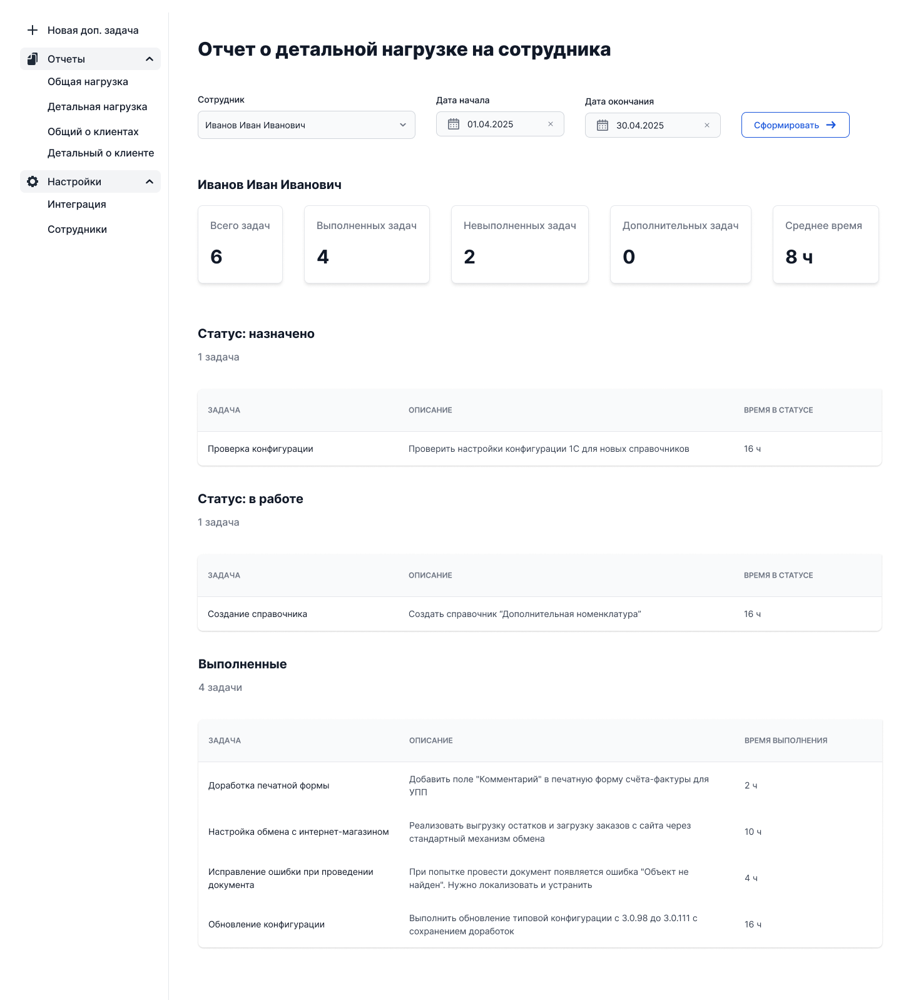 Новая доп. задача
Отчеты
Общая нагрузка
Детальная нагрузка
Общий о клиентах
Детальный о клиенте
Настройки
Интеграция
Сотрудники
Отчет о детальной нагрузке на сотрудника
Сотрудник
Иванов Иван Иванович
Дата начала
01.04.2025
Дата окончания
30.04.2025
Сформировать
Иванов Иван Иванович
Всего задач
6
Выполненных задач
4
Невыполненных задач
2
Дополнительных задач
0
Среднее время
8 ч
Статус: назначено
1 задача
ЗАДАЧА ОПИСАНИЕ ВРЕМЯ В СТАТУСЕ
Проверка конфигурации Проверить настройки конфигурации 1С для новых справочников 16 ч
Статус: в работе
1 задача
ЗАДАЧА ОПИСАНИЕ ВРЕМЯ В СТАТУСЕ
Создание справочника Создать справочник “Дополнительная номенклатура” 16 ч
Выполненные
4 задачи
ЗАДАЧА ОПИСАНИЕ ВРЕМЯ ВЫПОЛНЕНИЯ
Доработка печатной формы
Добавить поле "Комментарий" в печатную форму счёта-фактуры для
УПП
2 ч
Настройка обмена с интернет-магазином
Реализовать выгрузку остатков и загрузку заказов с сайта через
стандартный механизм обмена
10 ч
Исправление ошибки при проведении
документа
При попытке провести документ появляется ошибка "Объект не
найден". Нужно локализовать и устранить
4 ч
Обновление конфигурации
Выполнить обновление типовой конфигурации с 3.0.98 до 3.0.111 с
сохранением доработок
16 ч